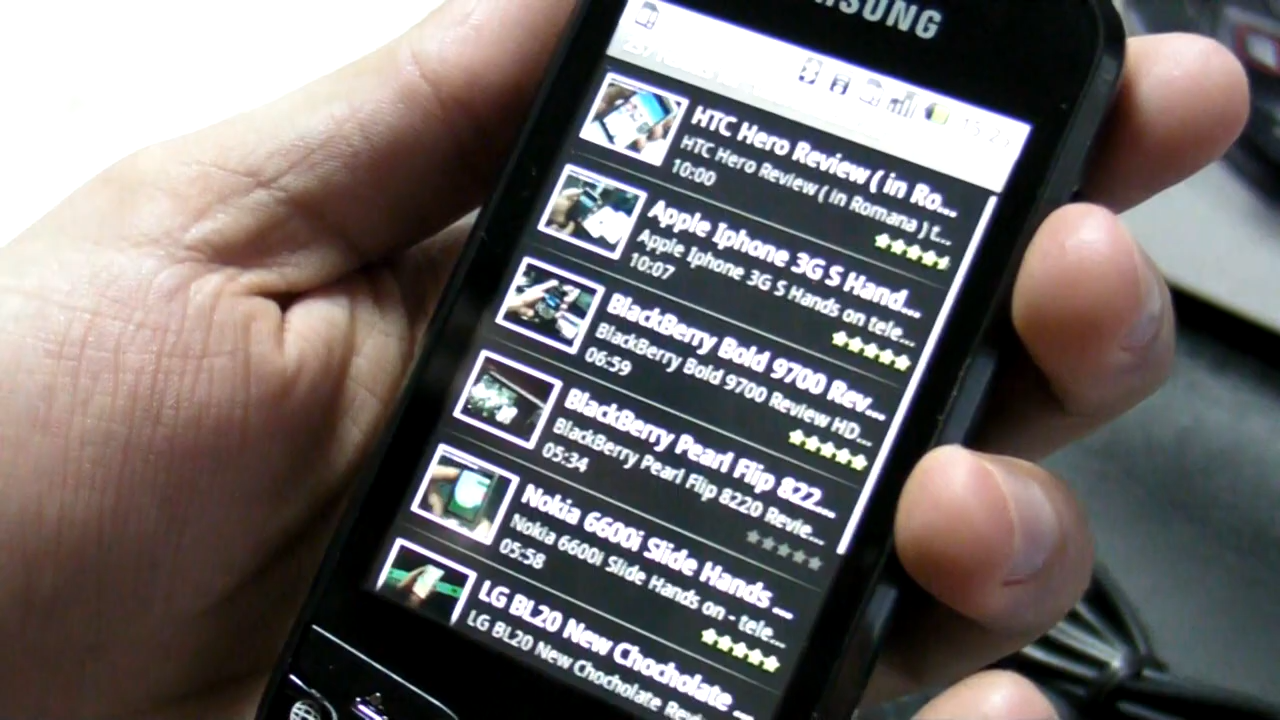 SAMSUNG
HTC Hero Review ( in Ro...
HTC Hero Review ( in Romana ) t...
10:00
Apple Iphone 3G S Hand...
Apple Iphone 3G S Hands on tele...
10:07
BlackBerry Bold 9700 Rev...
BlackBerry Bold 9700 Review HD...
06:59
BlackBerry Pearl Flip 822...
BlackBerry Pearl Flip 8220 Revie...
05:34
Nokia 6600i Slide Hands ...
Nokia 6600i Slide Hands on - tele...
05:58
LG BL20 New Chocholate ...
LG BL20 New Chocholate Revi...